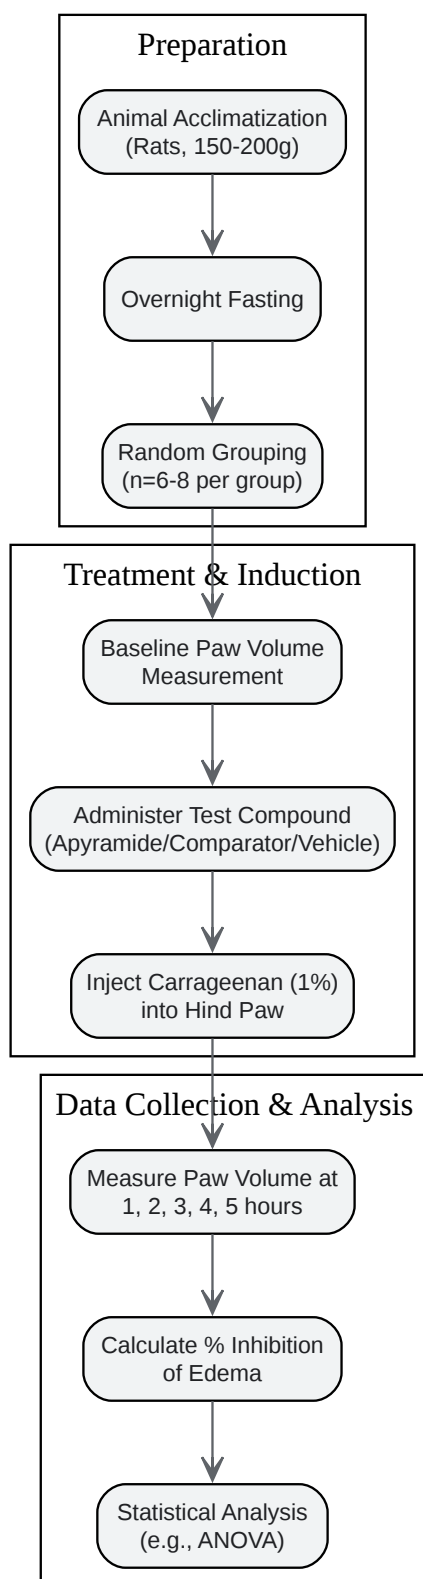 Preparation
Animal Acclimatization
(Rats, 150-200g)
Overnight Fasting
Random Grouping
(n=6-8 per group)
Treatment & Induction
Baseline Paw Volume
Measurement
Administer Test Compound
(Apyramide/Comparator/Vehicle)
Inject Carrageenan (1%)
into Hind Paw
Data Collection & Analysis
Measure Paw Volume at
1, 2, 3, 4, 5 hours
Calculate % Inhibition
of Edema
Statistical Analysis
(e.g., ANOVA)